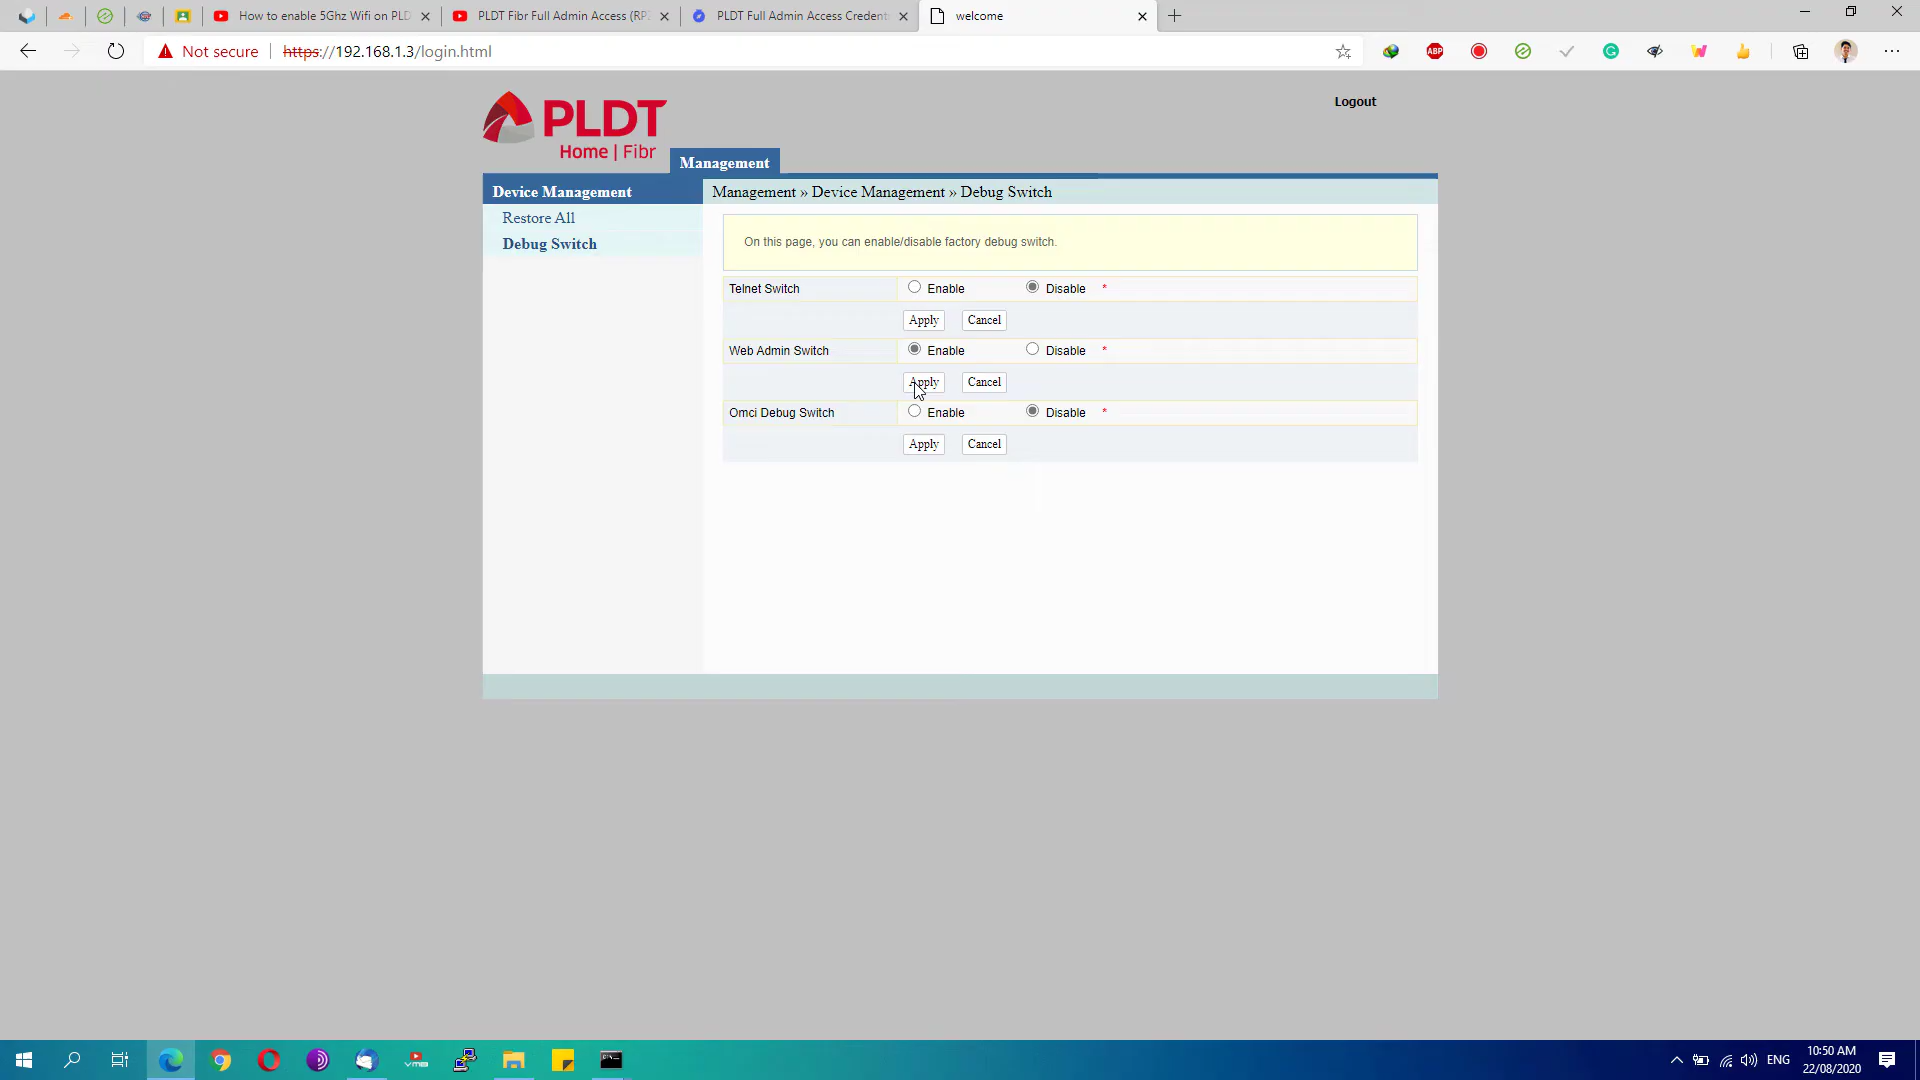 How to enable 5Ghz Wifi on PLD
PLDT Fibr Full Admin Access (RP
PLDT Full Admin Access Credent
welcome
Not secure
https://192.168.1.3/login.html
ABP
PLDT
Home | Fibr
Logout
Management
Device Management
Management » Device Management » Debug Switch
Restore All
Debug Switch
On this page, you can enable/disable factory debug switch.
Telnet Switch Enable Disable *
Apply Cancel
Web Admin Switch Enable Disable *
Apply Cancel
Omci Debug Switch Enable Disable *
Apply Cancel
ENG
10:50 AM
22/08/2020